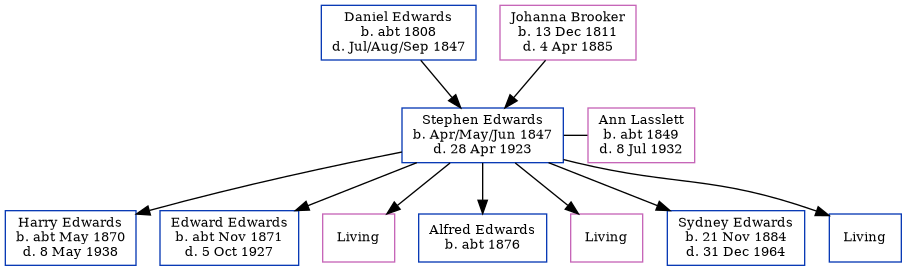 Daniel Edwards
b. abt 1808
d. Jul/Aug/Sep 1847
Johanna Brooker
b. 13 Dec 1811
d. 4 Apr 1885
Stephen Edwards
b. Apr/May/Jun 1847
d. 28 Apr 1923
Ann Lasslett
b. abt 1849
d. 8 Jul 1932
Harry Edwards
b. abt May 1870
d. 8 May 1938
Edward Edwards
b. abt Nov 1871
d. 5 Oct 1927
Living
Alfred Edwards
b. abt 1876
Living
Sydney Edwards
b. 21 Nov 1884
d. 31 Dec 1964
Living